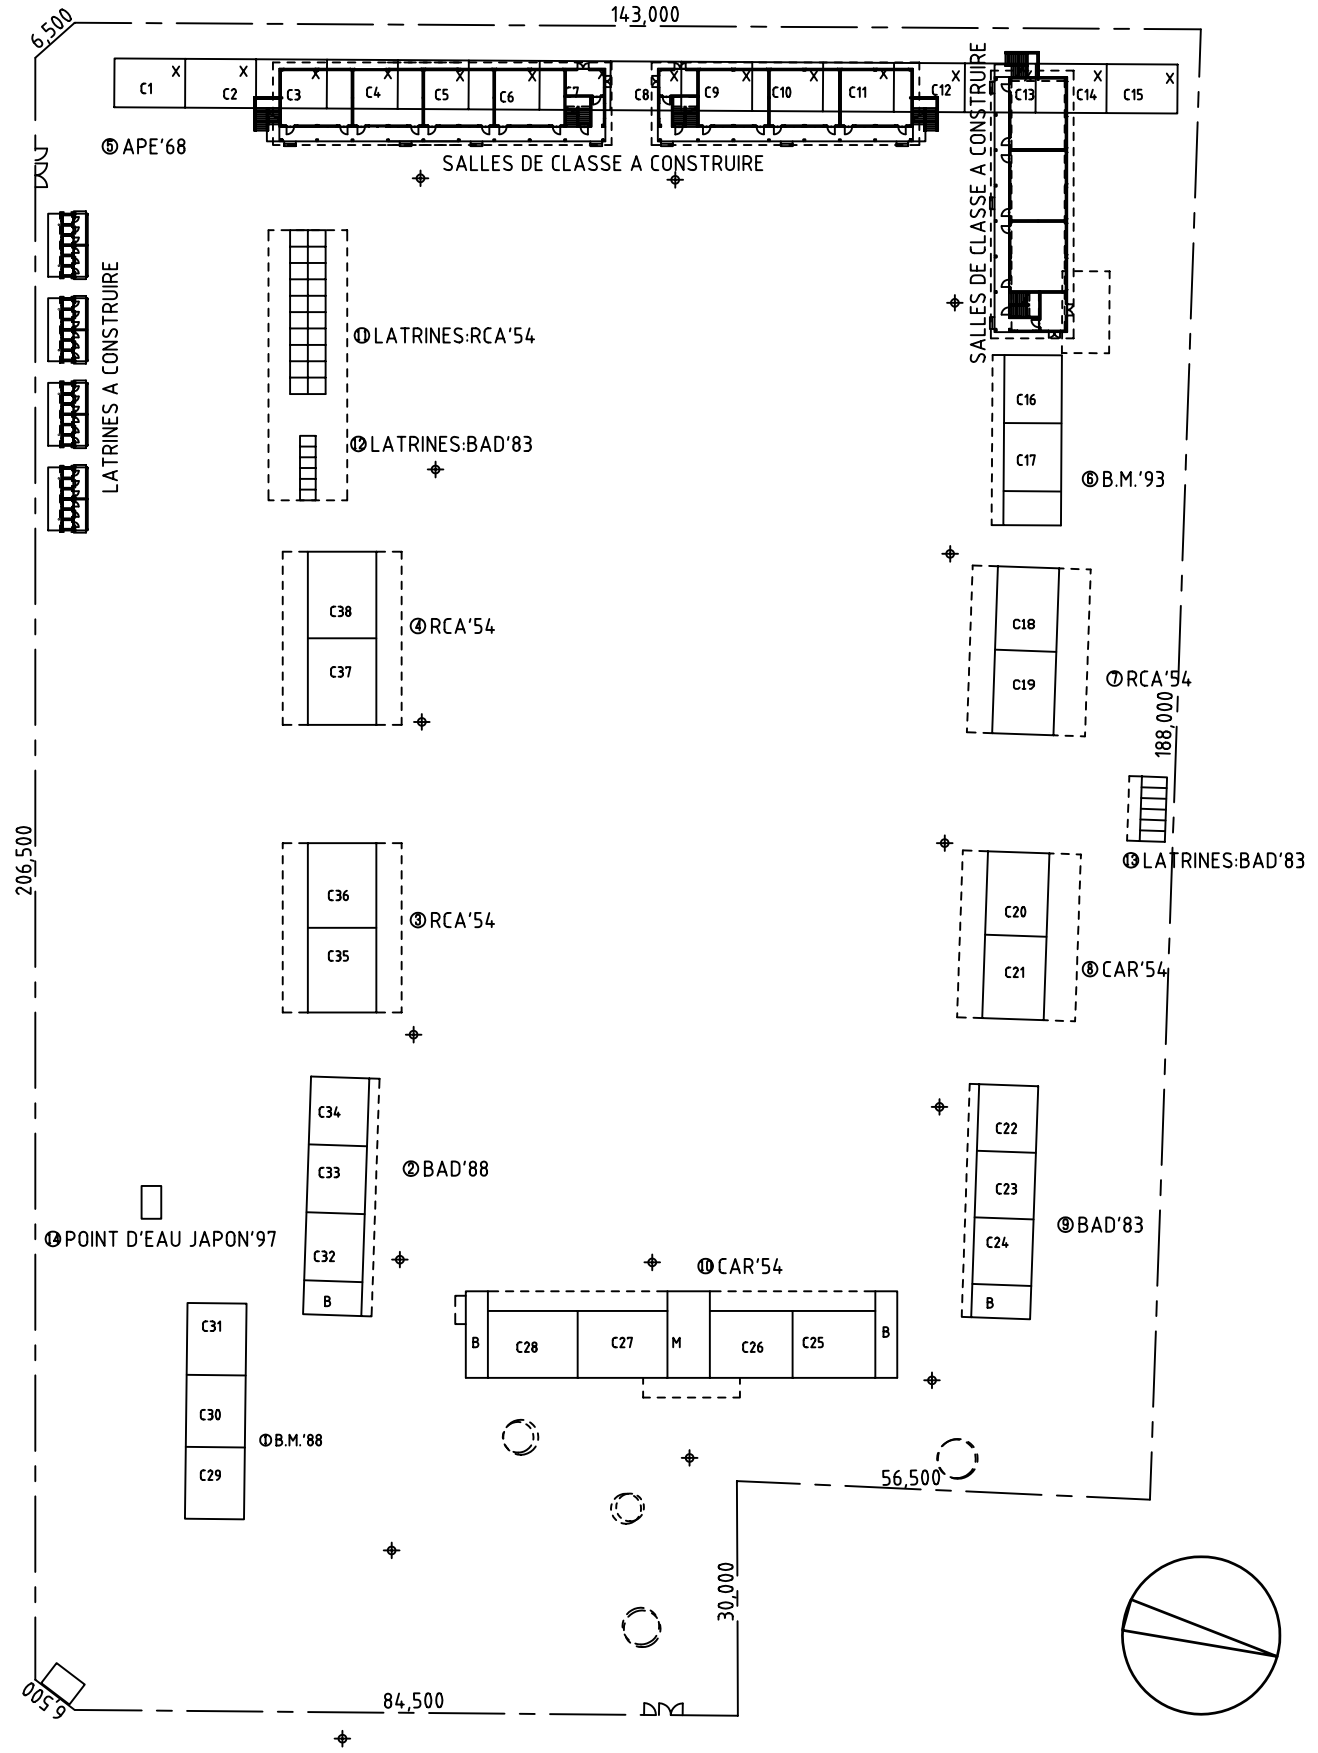 143,000
6,500
X X X X X X X X X X X X X
C1 C2 C3 C4 C5 C6 C7 C8 C9 C10 C11 C12 C13 C14 C15
⑤ APE'68
SALLES DE CLASSE A CONSTRUIRE
SALLES DE CLASSE A CONSTRUIRE
LATRINES A CONSTRUIRE
⑪ LATRINES:RCA'54
⑫ LATRINES:BAD'83
C16
C17
⑥ B.M.'93
C38
C37
④ RCA'54
C18
C19
⑦ RCA'54
188,000
206,500
⑬ LATRINES:BAD'83
C36
C35
③ RCA'54
C20
C21
⑧ CAR'54
C34
C33
C32
B
② BAD'88
C22
C23
C24
B
⑨ BAD'83
⑭ POINT D'EAU JAPON'97
⑩ CAR'54
B C28 C27 M C26 C25 B
C31
C30
C29
① B.M.'88
56,500
30,000
6,500
84,500